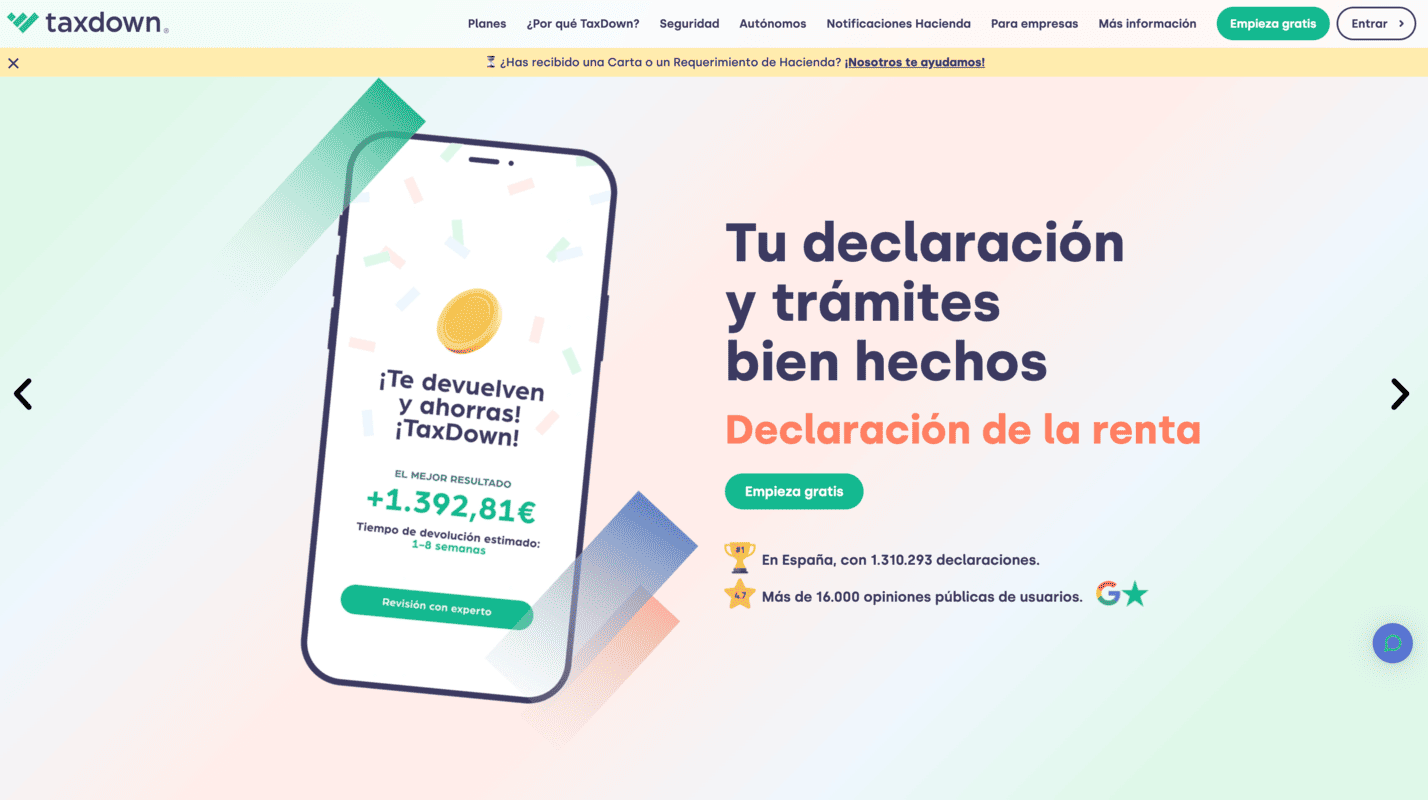 taxdown®
Planes
¿Por qué TaxDown?
Seguridad
Autónomos
Notificaciones Hacienda
Para empresas
Más información
Empieza gratis
Entrar
¿Has recibido una Carta o un Requerimiento de Hacienda? ¡Nosotros te ayudamos!
¡Te devuelven
y ahorras!
¡TaxDown!
EL MEJOR RESULTADO
+1.392,81€
Tiempo de devolución estimado:
1-8 semanas
Revisión con experto
Tu declaración
y trámites
bien hechos
Declaración de la renta
Empieza gratis
#1 En España, con 1.310.293 declaraciones.
4.7 Más de 16.000 opiniones públicas de usuarios. G